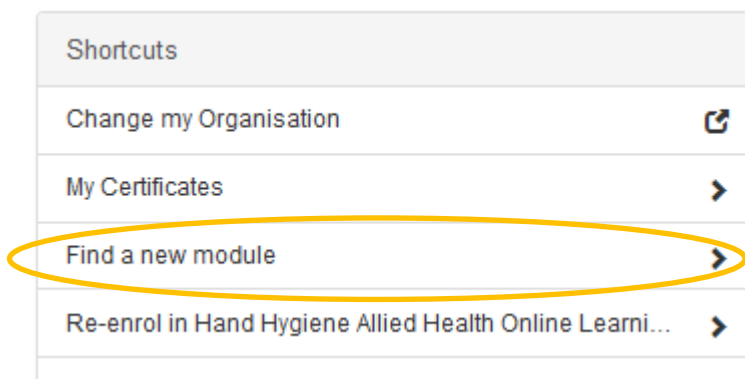 Shortcuts
Change my Organisation
My Certificates
Find a new module
Re-enrol in Hand Hygiene Allied Health Online Learni...